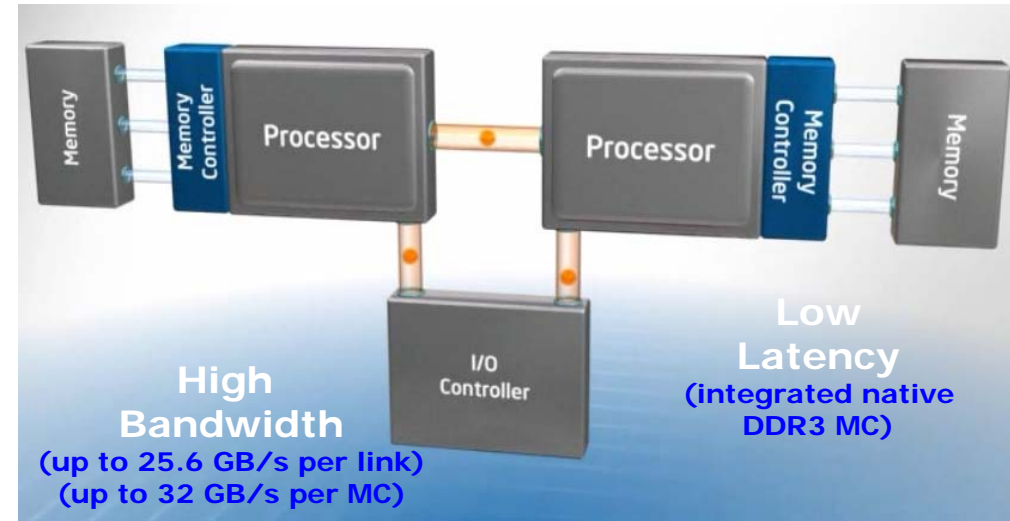 Memory
Memory
Controller
Processor
Processor
Memory
Controller
Memory
I/O
Controller
High
Bandwidth
(up to 25.6 GB/s per link)
(up to 32 GB/s per MC)
Low
Latency
(integrated native
DDR3 MC)